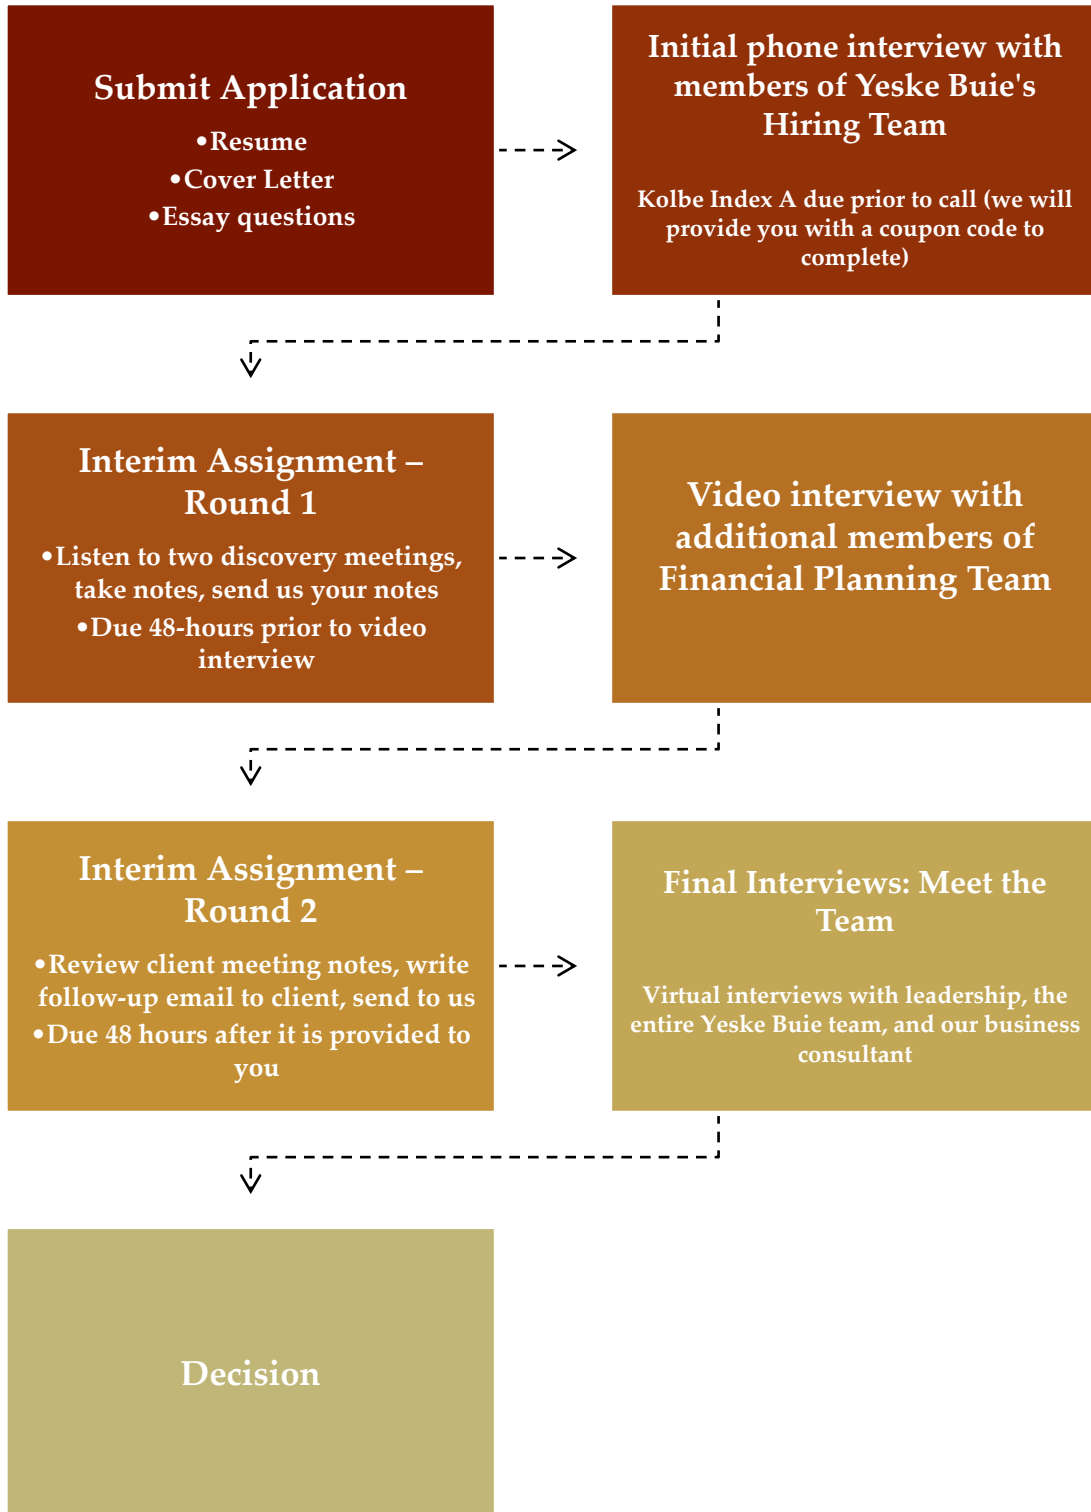 Submit Application
•Resume
•Cover Letter
•Essay questions
Initial phone interview with
members of Yeske Buie's
Hiring Team
Kolbe Index A due prior to call (we will
provide you with a coupon code to
complete)
Interim Assignment –
Round 1
•Listen to two discovery meetings,
take notes, send us your notes
•Due 48-hours prior to video
interview
Video interview with
additional members of
Financial Planning Team
Interim Assignment –
Round 2
•Review client meeting notes, write
follow-up email to client, send to us
•Due 48 hours after it is provided to
you
Final Interviews: Meet the
Team
Virtual interviews with leadership, the
entire Yeske Buie team, and our business
consultant
Decision